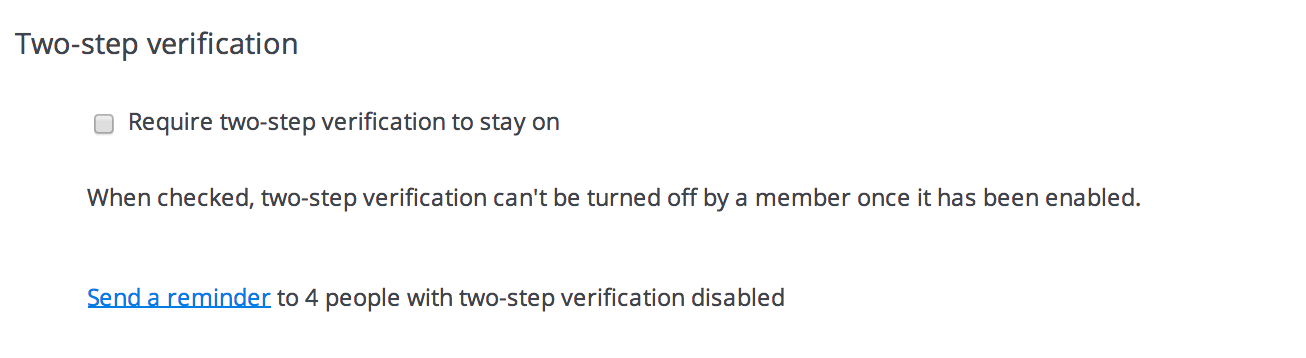 Two-step verification
Require two-step verification to stay on
When checked, two-step verification can't be turned off by a member once it has been enabled.
Send a reminder to 4 people with two-step verification disabled